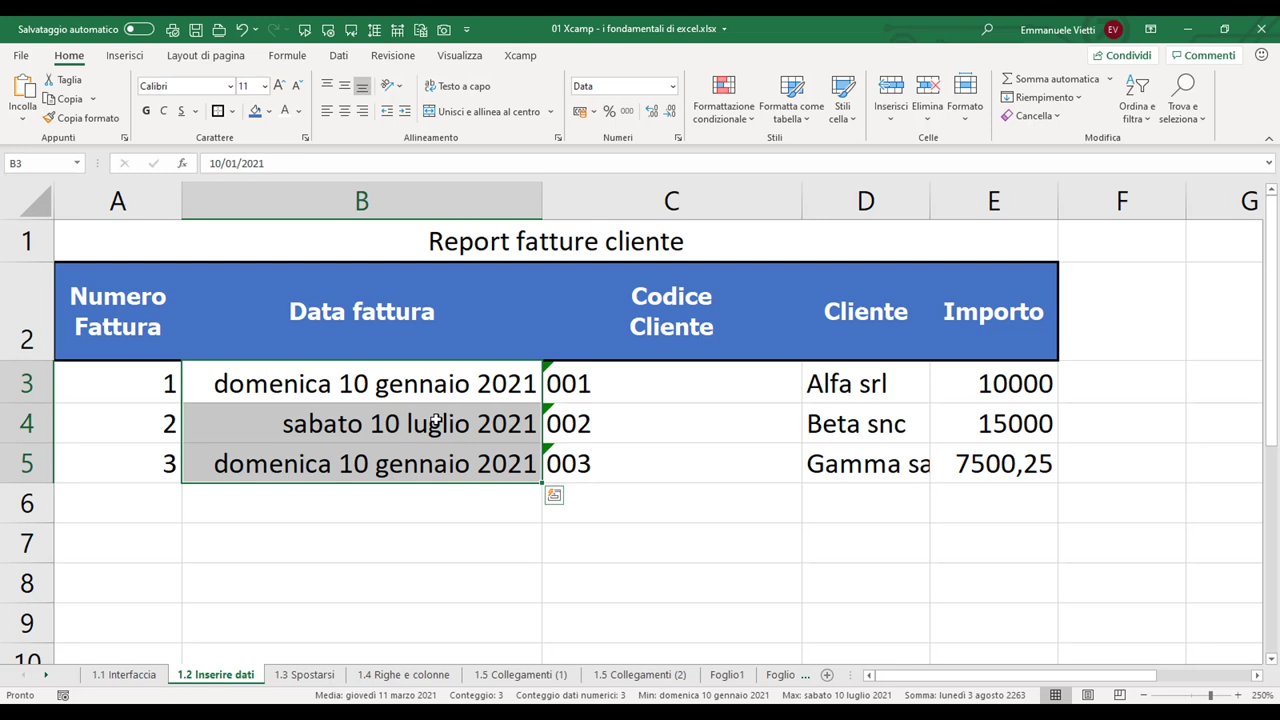 Salvataggio automatico
01 Xcamp - i fondamentali di excel.xlsx
Emmanuele Vietti EV
File Home Inserisci Layout di pagina Formule Dati Revisione Visualizza Xcamp
Condividi Commenti
Incolla
Taglia
Copia
Copia formato
Appunti
Calibri 11
G C S
Carattere
Testo a capo
Unisci e allinea al centro
Allineamento
Data
% 000
Numeri
Formattazione condizionale
Formatta come tabella
Stili cella
Stili
Inserisci Elimina Formato
Celle
Somma automatica
Riempimento
Cancella
Ordina e filtra
Trova e seleziona
Modifica
B3 fx 10/01/2021
A B C D E F G
1 Report fatture cliente
2 Numero Fattura Data fattura Codice Cliente Cliente Importo
3 1 domenica 10 gennaio 2021 001 Alfa srl 10000
4 2 sabato 10 luglio 2021 002 Beta snc 15000
5 3 domenica 10 gennaio 2021 003 Gamma sa 7500,25
6
7
8
9
10
1.1 Interfaccia 1.2 Inserire dati 1.3 Spostarsi 1.4 Righe e colonne 1.5 Collegamenti (1) 1.5 Collegamenti (2) Foglio1 Foglio ...
Pronto Media: giovedì 11 marzo 2021 Conteggio: 3 Conteggio dati numerici: 3 Min: domenica 10 gennaio 2021 Max: sabato 10 luglio 2021 Somma: lunedì 3 agosto 2263 250%